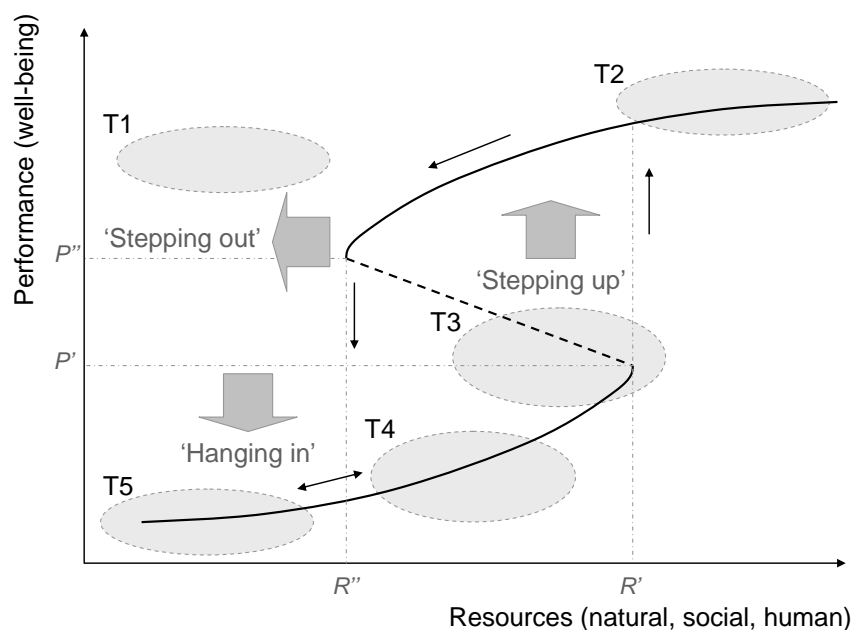 Performance (well-being)
T2
T1
'Stepping out'
P''
'Stepping up'
T3
P'
'Hanging in'
T4
T5
R''
R'
Resources (natural, social, human)